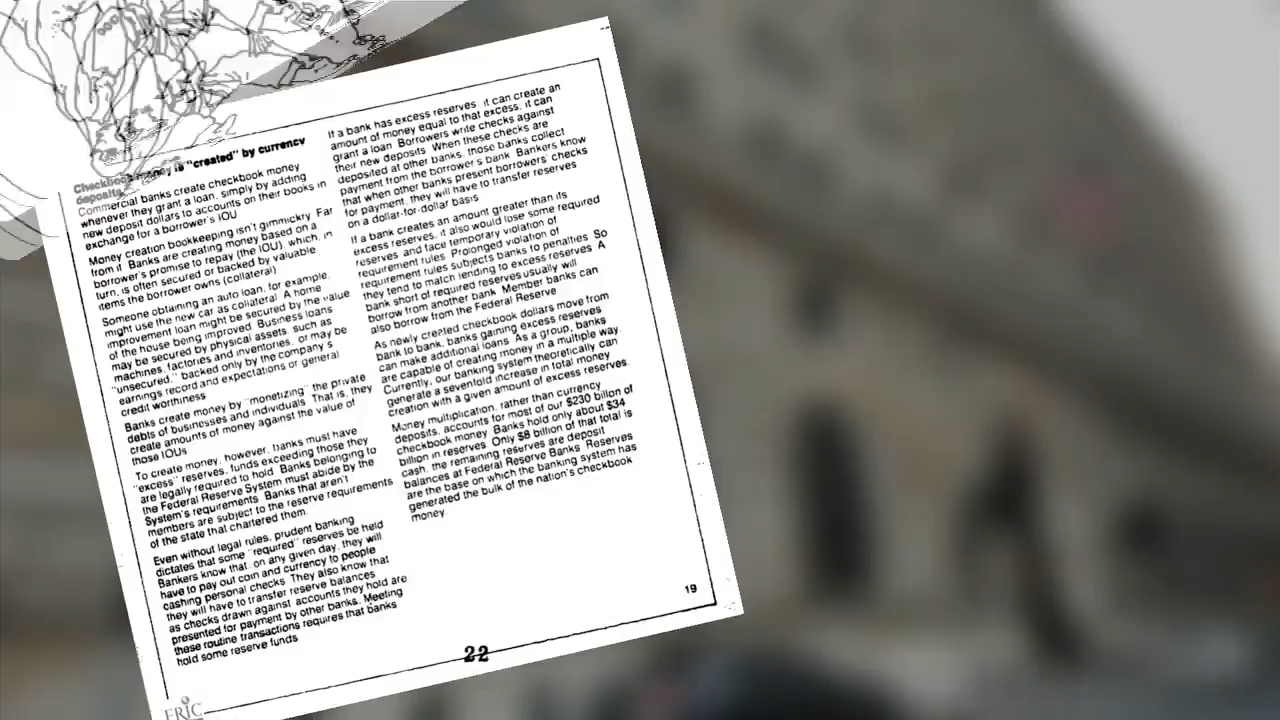 Checkbook money is "created" by currency
deposits
Commercial banks create checkbook money
whenever they grant a loan, simply by adding
new deposit dollars to accounts on their books in
exchange for a borrower's IOU
Money creation bookkeeping isn't gimmickry. Far
from it. Banks are creating money based on a
borrower's promise to repay (the IOU), which, in
turn, is often secured or backed by valuable
items the borrower owns (collateral)
Someone obtaining an auto loan, for example,
might use the new car as collateral. A home
improvement loan might be secured by the value
of the house being improved. Business loans
may be secured by physical assets, such as
machines, factories and inventories, or may be
"unsecured," backed only by the company's
earnings record and expectations or general
credit worthiness
Banks create money by "monetizing" the private
debts of businesses and individuals. That is, they
create amounts of money against the value of
those IOUs
To create money, however, banks must have
"excess" reserves, funds exceeding those they
are legally required to hold. Banks belonging to
the Federal Reserve System must abide by the
System's requirements. Banks that aren't
members are subject to the reserve requirements
of the state that chartered them.
Even without legal rules, prudent banking
dictates that some "required" reserves be held
Bankers know that, on any given day, they will
have to pay out coin and currency to people
cashing personal checks. They also know that
they will have to transfer reserve balances
as checks drawn against accounts they hold are
presented for payment by other banks. Meeting
these routine transactions requires that banks
hold some reserve funds
If a bank has excess reserves, it can create an
amount of money equal to that excess; it can
grant a loan. Borrowers write checks against
their new deposits. When these checks are
deposited at other banks, those banks collect
payment from the borrower's bank. Bankers know
that when other banks present borrowers' checks
for payment, they will have to transfer reserves
on a dollar-for-dollar basis
If a bank creates an amount greater than its
excess reserves, it also would lose some required
reserves and face temporary violation of
requirement rules. Prolonged violation of
requirement rules subjects banks to penalties. So
they tend to match lending to excess reserves. A
bank short of required reserves usually will
borrow from another bank. Member banks can
also borrow from the Federal Reserve
As newly created checkbook dollars move from
bank to bank, banks gaining excess reserves
can make additional loans. As a group, banks
are capable of creating money in a multiple way.
Currently, our banking system theoretically can
generate a sevenfold increase in total money
creation with a given amount of excess reserves.
Money multiplication, rather than currency
deposits, accounts for most of our $230 billion of
checkbook money. Banks hold only about $34
billion in reserves. Only $8 billion of that total is
cash, the remaining reserves are deposit
balances at Federal Reserve Banks. Reserves
are the base on which the banking system has
generated the bulk of the nation's checkbook
money.
19
22
ERIC